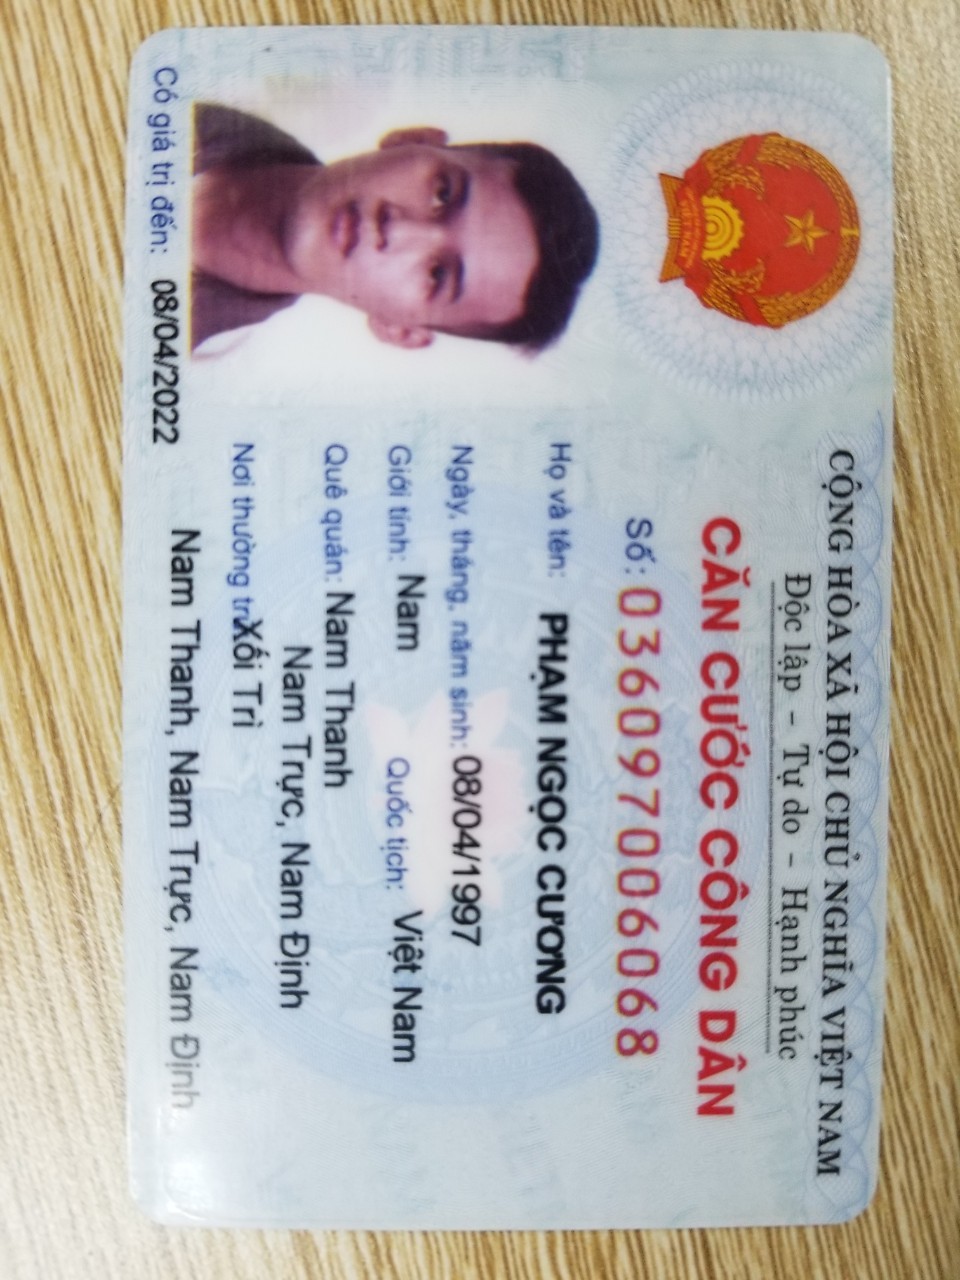 CỘNG HÒA XÃ HỘI CHỦ NGHĨA VIỆT NAM
Độc lập - Tự do - Hạnh phúc
CĂN CƯỚC CÔNG DÂN
Số: 036097006068
Họ và tên: PHẠM NGỌC CƯƠNG
Ngày, tháng, năm sinh: 08/04/1997
Giới tính: Nam Quốc tịch: Việt Nam
Quê quán: Nam Thanh
Nam Trực, Nam Định
Nơi thường trú: Xối Trì
Nam Thanh, Nam Trực, Nam Định
Có giá trị đến: 08/04/2022